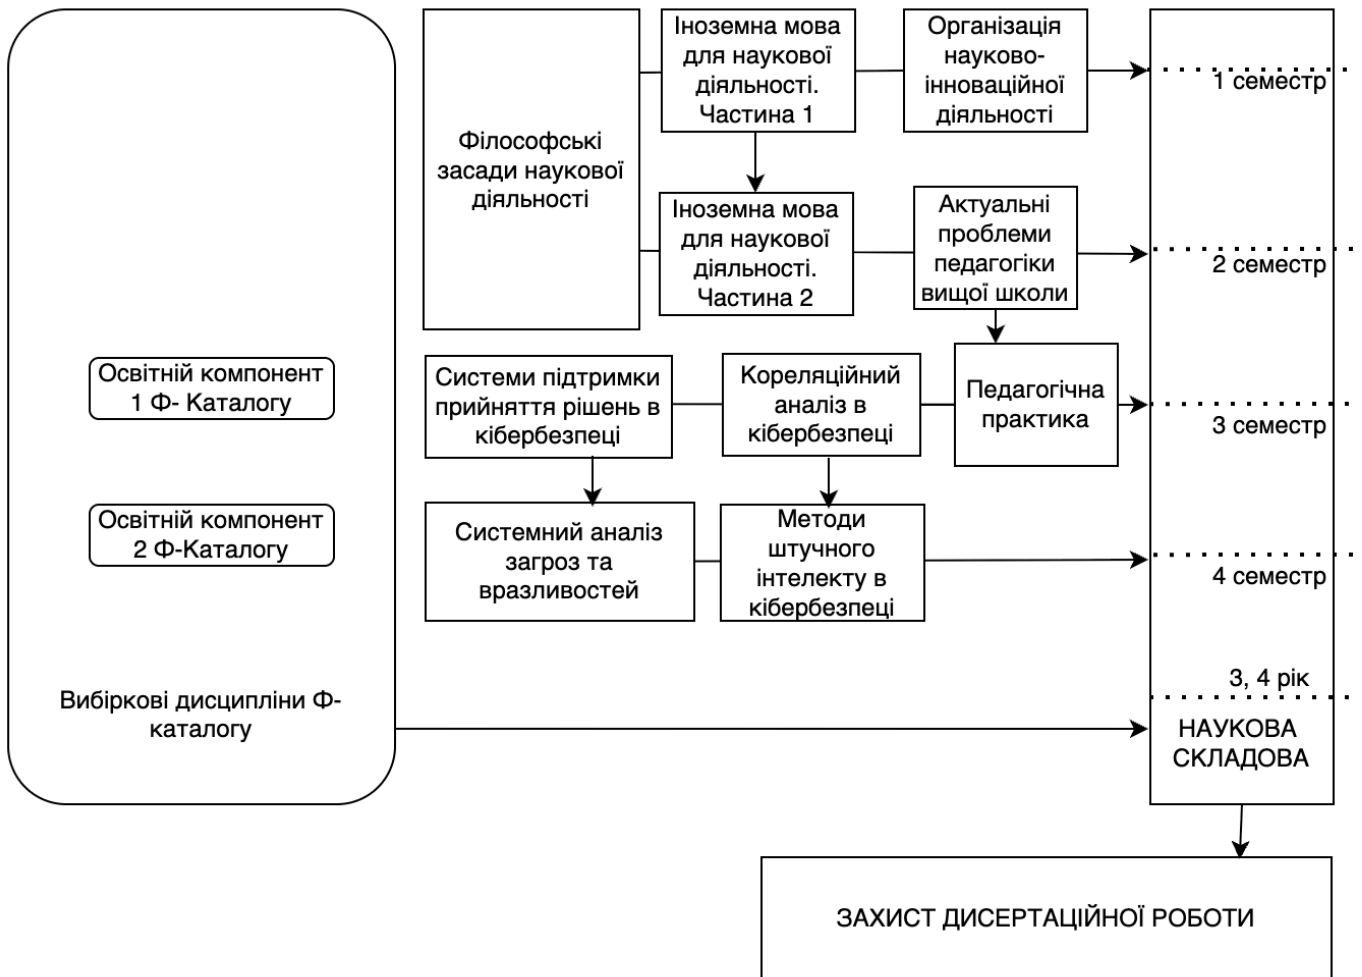 Філософські
засади наукової
діяльності
Іноземна мова
для наукової
діяльності.
Частина 1
Організація
науково-
інноваційної
діяльності
1 семестр
Іноземна мова
для наукової
діяльності.
Частина 2
Актуальні
проблеми
педагогіки
вищої школи
2 семестр
Освітній компонент
1 Ф- Каталогу
Системи підтримки
прийняття рішень в
кібербезпеці
Кореляційний
аналіз в
кібербезпеці
Педагогічна
практика
3 семестр
Освітній компонент
2 Ф-Каталогу
Системний аналіз
загроз та
вразливостей
Методи
штучного
інтелекту в
кібербезпеці
4 семестр
Вибіркові дисципліни Ф-
каталогу
3, 4 рік
НАУКОВА
СКЛАДОВА
ЗАХИСТ ДИСЕРТАЦІЙНОЇ РОБОТИ